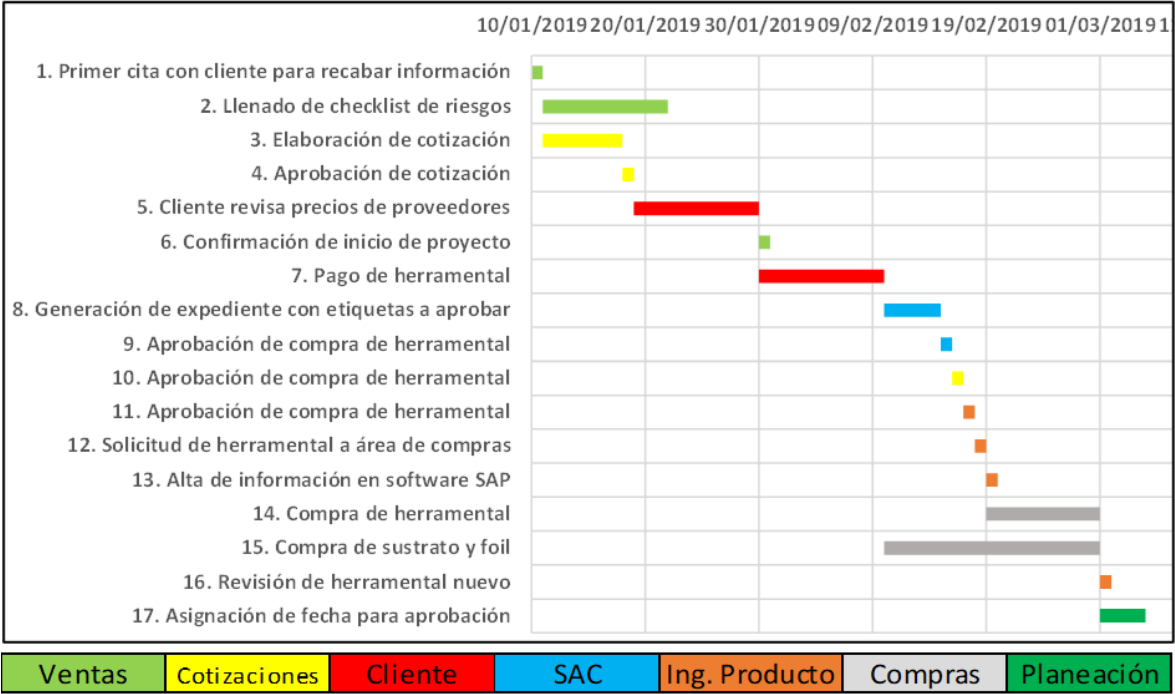 10/01/2019 20/01/2019 30/01/2019 09/02/2019 19/02/2019 01/03/2019 1
1. Primer cita con cliente para recabar información
2. Llenado de checklist de riesgos
3. Elaboración de cotización
4. Aprobación de cotización
5. Cliente revisa precios de proveedores
6. Confirmación de inicio de proyecto
7. Pago de herramental
8. Generación de expediente con etiquetas a aprobar
9. Aprobación de compra de herramental
10. Aprobación de compra de herramental
11. Aprobación de compra de herramental
12. Solicitud de herramental a área de compras
13. Alta de información en software SAP
14. Compra de herramental
15. Compra de sustrato y foil
16. Revisión de herramental nuevo
17. Asignación de fecha para aprobación
Ventas Cotizaciones Cliente SAC Ing. Producto Compras Planeación